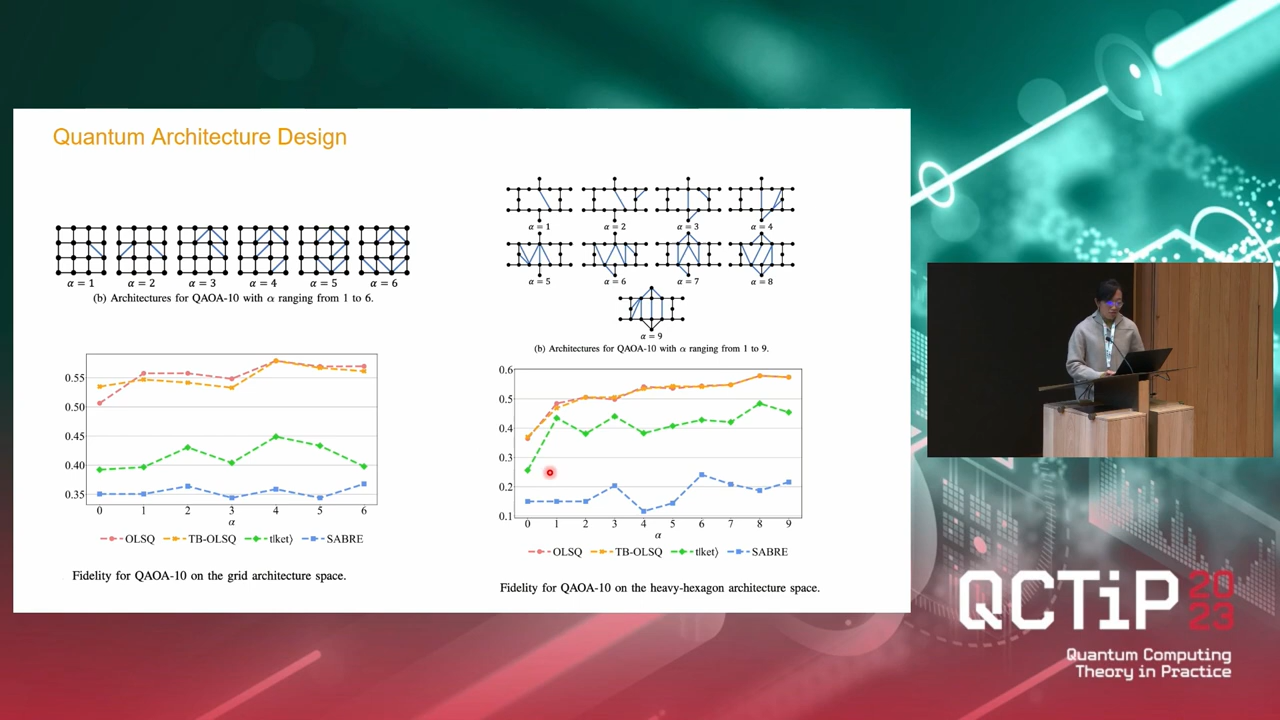 Quantum Architecture Design
α = 1 α = 2 α = 3 α = 4 α = 5 α = 6
(b) Architectures for QAOA-10 with α ranging from 1 to 6.
0.55
0.50
0.45
0.40
0.35
0 1 2 3 4 5 6
α
OLSQ TB-OLSQ t|ket⟩ SABRE
Fidelity for QAOA-10 on the grid architecture space.
α = 1 α = 2 α = 3 α = 4
α = 5 α = 6 α = 7 α = 8
α = 9
(b) Architectures for QAOA-10 with α ranging from 1 to 9.
0.6
0.5
0.4
0.3
0.2
0.1
0 1 2 3 4 5 6 7 8 9
α
OLSQ TB-OLSQ t|ket⟩ SABRE
Fidelity for QAOA-10 on the heavy-hexagon architecture space.
QCTiP 20
23
Quantum Computing
Theory in Practice